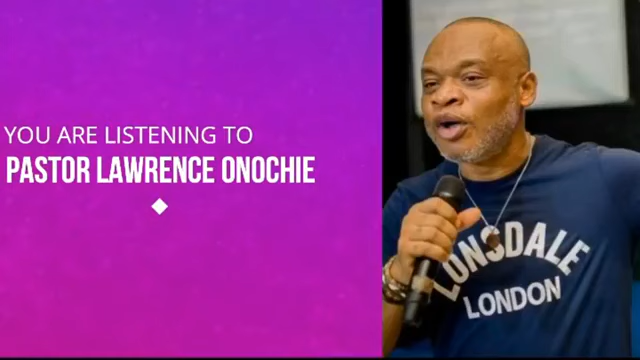 YOU ARE LISTENING TO
PASTOR LAWRENCE ONOCHIE
LONSDALE
LONDON